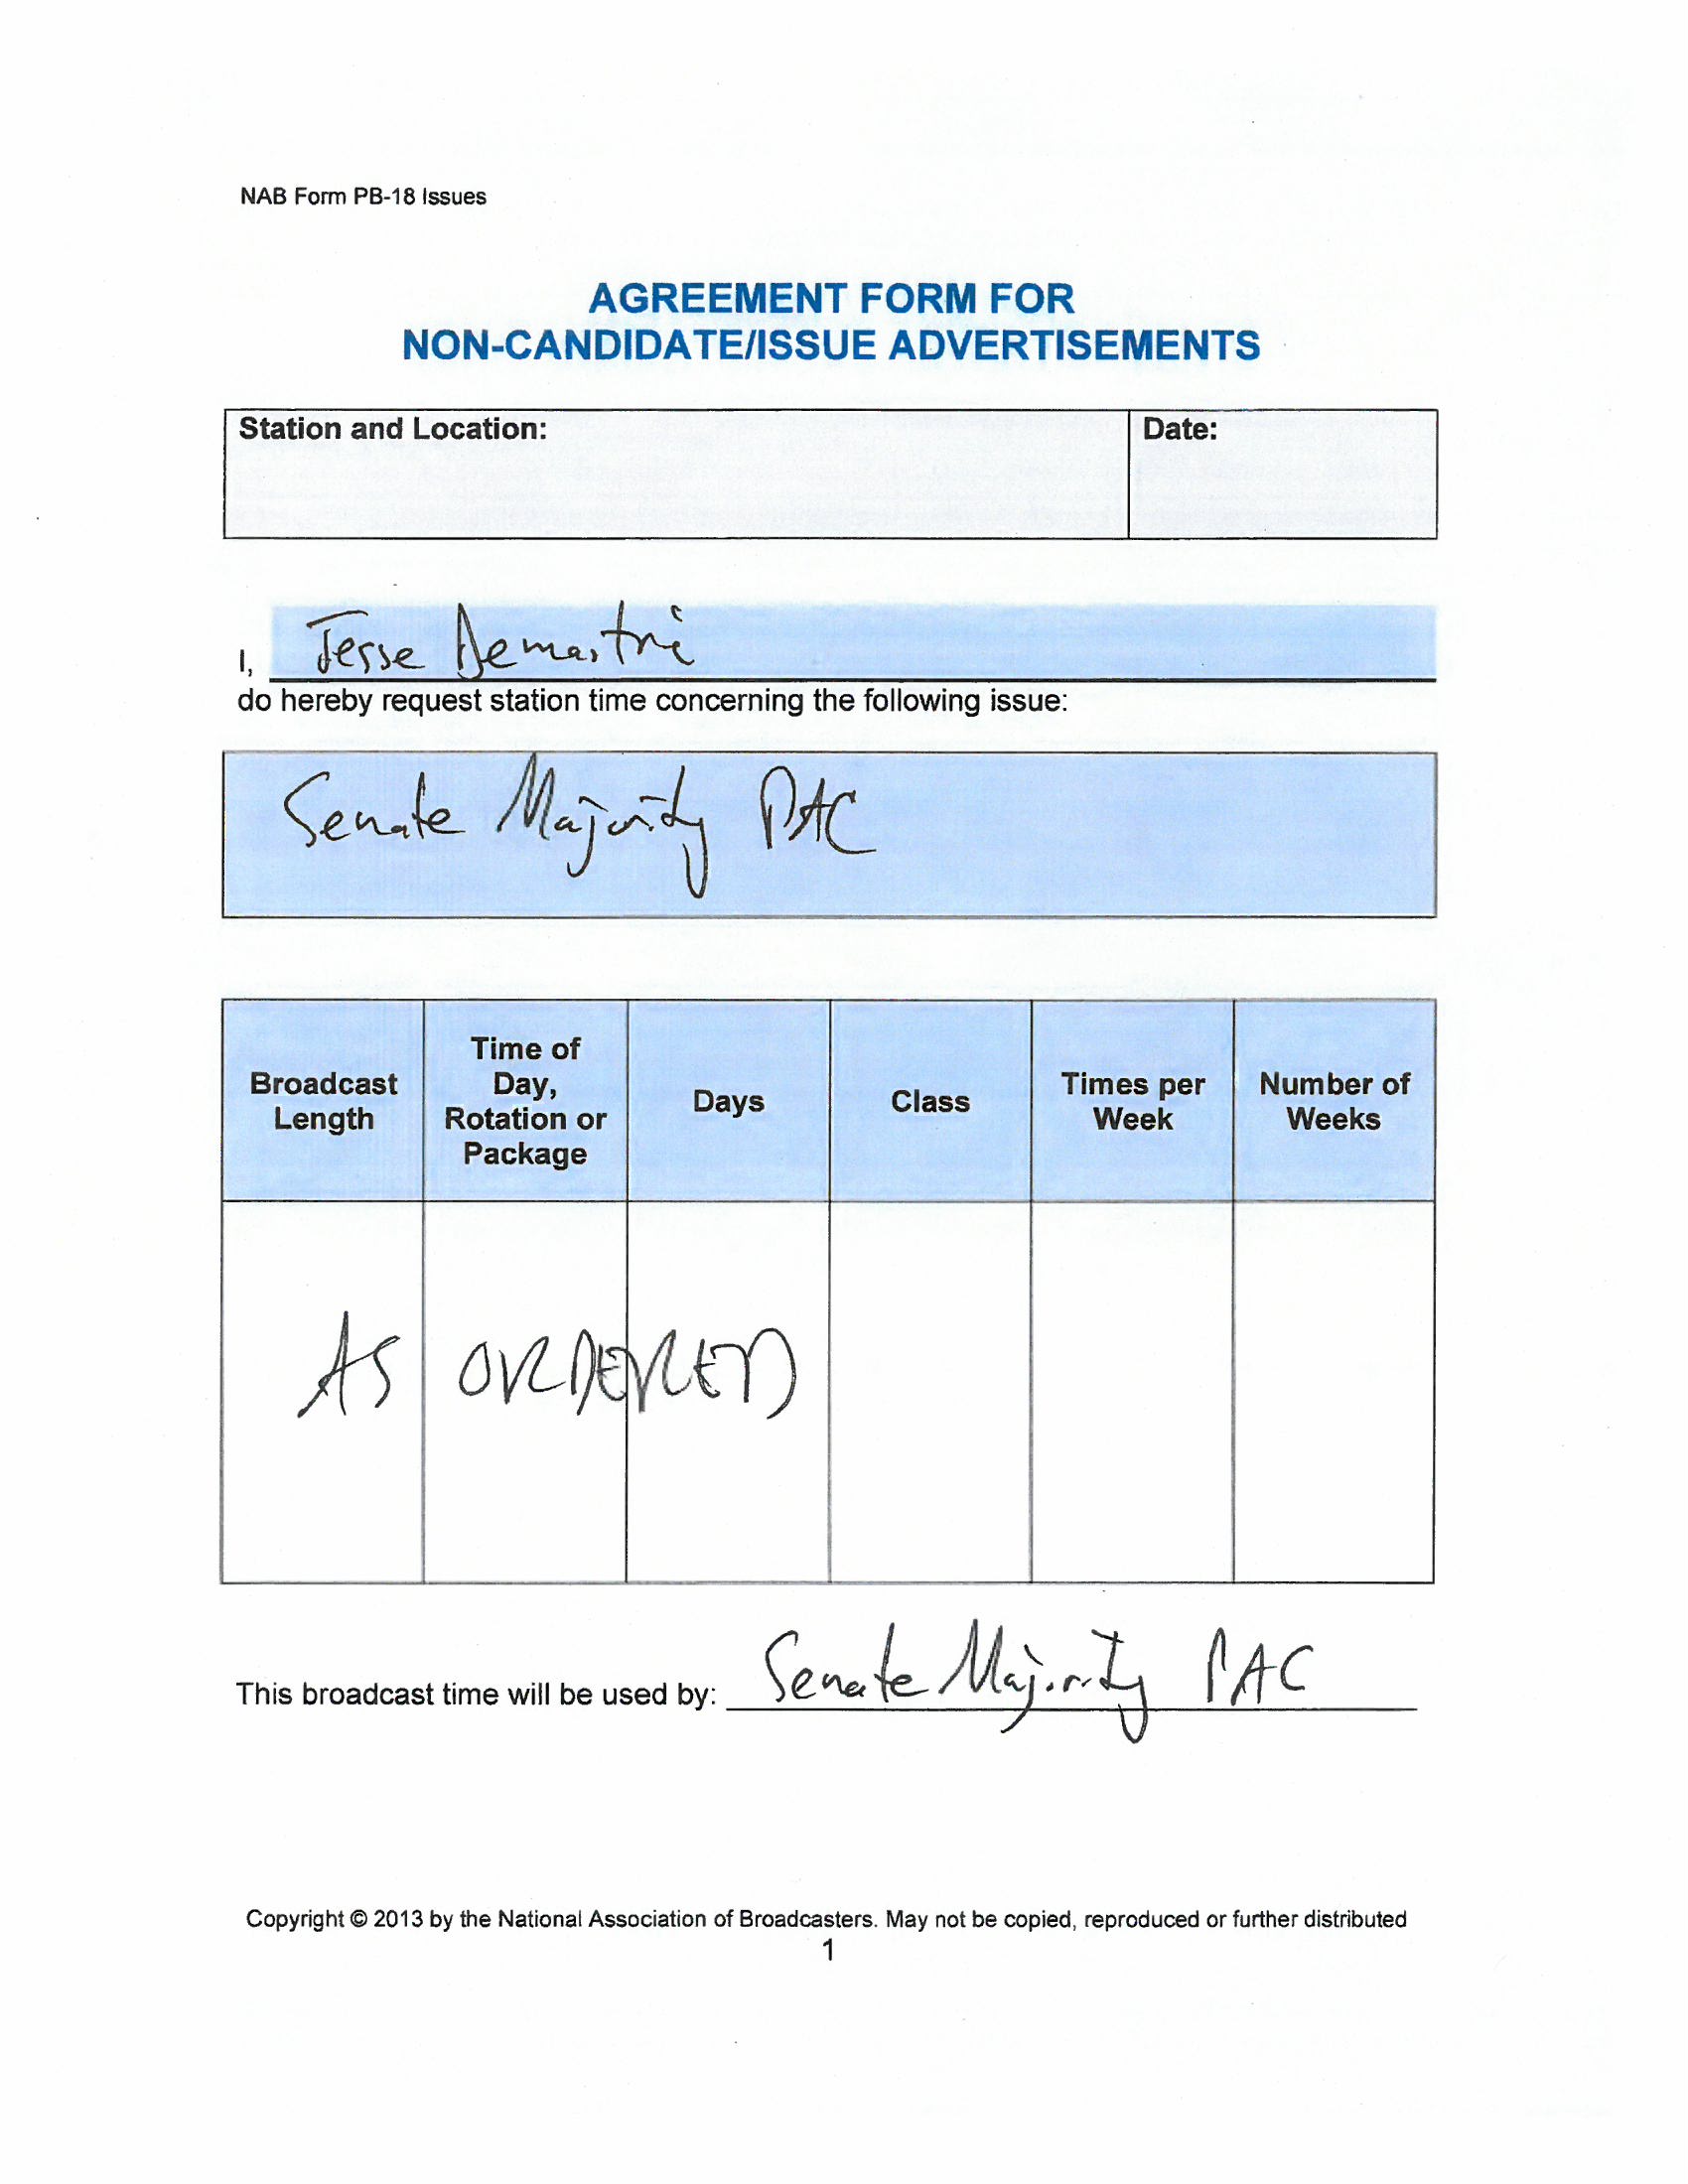 NAB Form PB-18 Issues
AGREEMENT FORM FOR
NON-CANDIDATE/ISSUE ADVERTISEMENTS
Station and Location:
Date:
I, Jesse Demastrie
do hereby request station time concerning the following issue:
Senate Majority PAC
Broadcast Length
Time of Day, Rotation or Package
Days
Class
Times per Week
Number of Weeks
AS ORDERED
This broadcast time will be used by: Senate Majority PAC
Copyright © 2013 by the National Association of Broadcasters. May not be copied, reproduced or further distributed
1